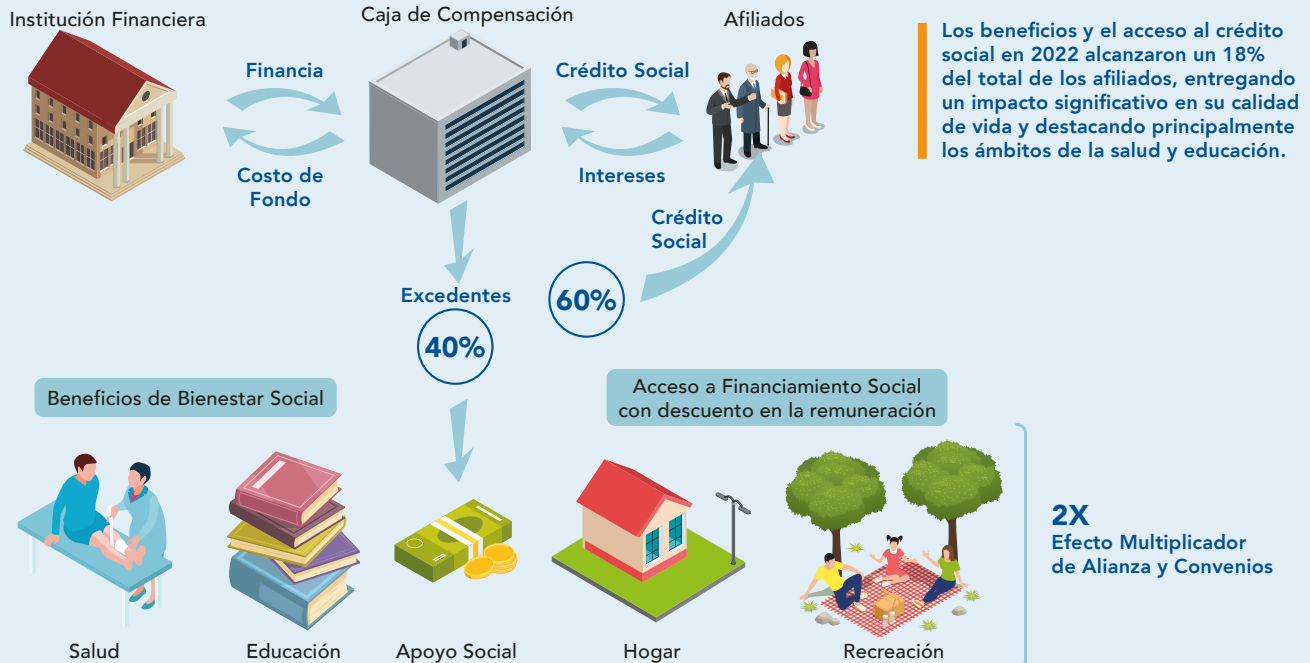 Institución Financiera
Caja de Compensación
Afiliados
Financia
Costo de
Fondo
Crédito Social
Intereses
Crédito
Social
Los beneficios y el acceso al crédito
social en 2022 alcanzaron un 18%
del total de los afiliados, entregando
un impacto significativo en su calidad
de vida y destacando principalmente
los ámbitos de la salud y educación.
Excedentes
40%
60%
Beneficios de Bienestar Social
Acceso a Financiamiento Social
con descuento en la remuneración
2X
Efecto Multiplicador
de Alianza y Convenios
Salud
Educación
Apoyo Social
Hogar
Recreación